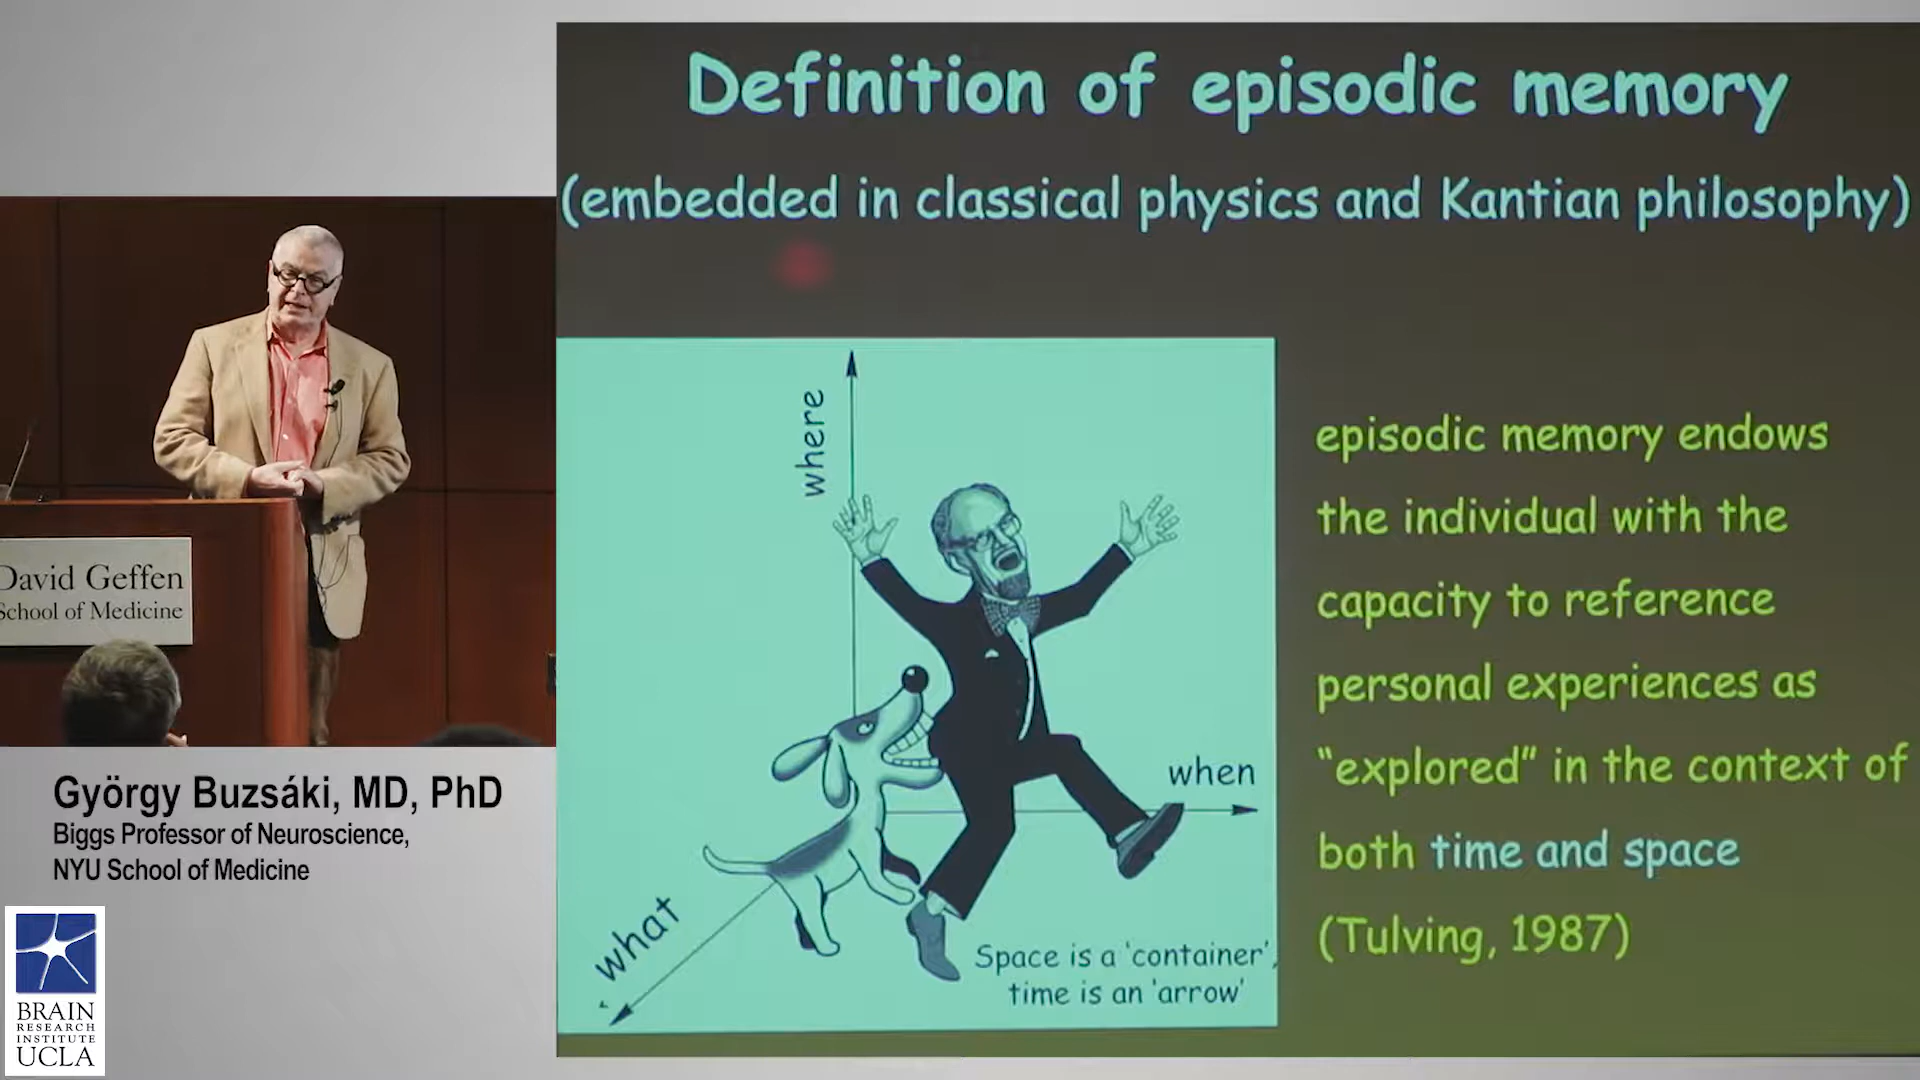 Definition of episodic memory
(embedded in classical physics and Kantian philosophy)
where
when
what
Space is a 'container',
time is an 'arrow'
episodic memory endows
the individual with the
capacity to reference
personal experiences as
"explored" in the context of
both time and space
(Tulving, 1987)
David Geffen
School of Medicine
György Buzsáki, MD, PhD
Biggs Professor of Neuroscience,
NYU School of Medicine
BRAIN
RESEARCH
INSTITUTE
UCLA